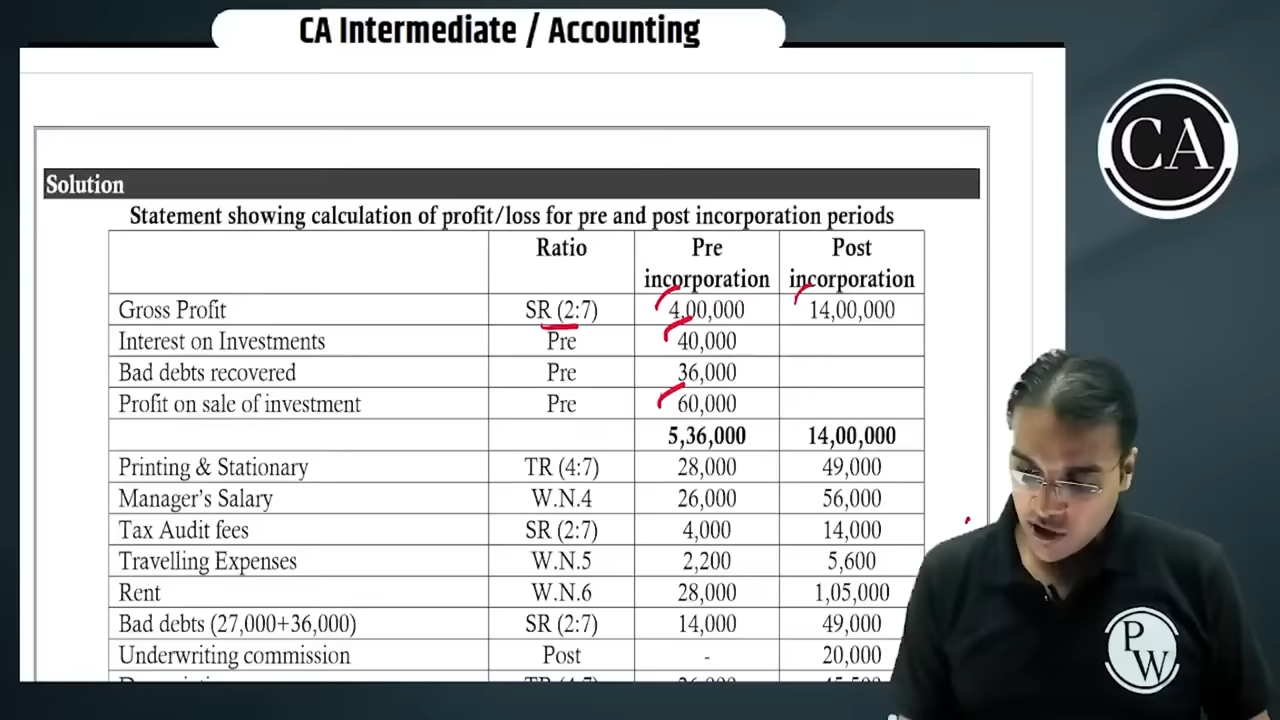 CA Intermediate / Accounting
CA
Solution
Statement showing calculation of profit/loss for pre and post incorporation periods
Ratio Pre incorporation Post incorporation
Gross Profit SR (2:7) 4,00,000 14,00,000
Interest on Investments Pre 40,000
Bad debts recovered Pre 36,000
Profit on sale of investment Pre 60,000
5,36,000 14,00,000
Printing & Stationary TR (4:7) 28,000 49,000
Manager's Salary W.N.4 26,000 56,000
Tax Audit fees SR (2:7) 4,000 14,000
Travelling Expenses W.N.5 2,200 5,600
Rent W.N.6 28,000 1,05,000
Bad debts (27,000+36,000) SR (2:7) 14,000 49,000
Underwriting commission Post - 20,000
PW